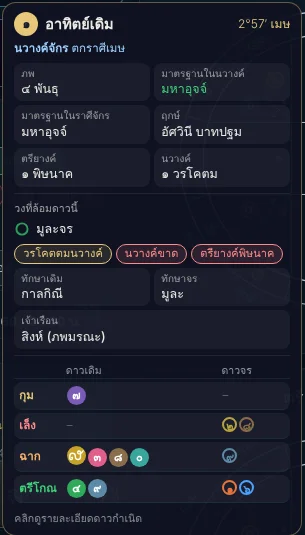 ๑ อาทิตย์เดิม 2°57′ เมษ
นวางค์จักร ตกราศีเมษ
ภพ มาตรฐานในนวางค์
๔ พันธุ มหาอุจจ์
มาตรฐานในราศีจักร ฤกษ์
มหาอุจจ์ อัศวินี บาทปฐม
ตรียางค์ นวางค์
๑ พิษนาค ๑ วรโคตม
วงที่ล้อมดาวนี้
มูละจร
วรโคตตมนวางค์ นวางค์ขาด ตรียางค์พิษนาค
ทักษาเดิม ทักษาจร
กาลกิณี มูละ
เจ้าเรือน
สิงห์ (ภพมรณะ)
ดาวเดิม ดาวจร
กุม ๗ –
เล็ง – ๒ ๘
ฉาก ๓ ๘ ๐ ๙
ตรีโกณ ๔ ๙ ๑ ๖
คลิกดูรายละเอียดดาวกำเนิด